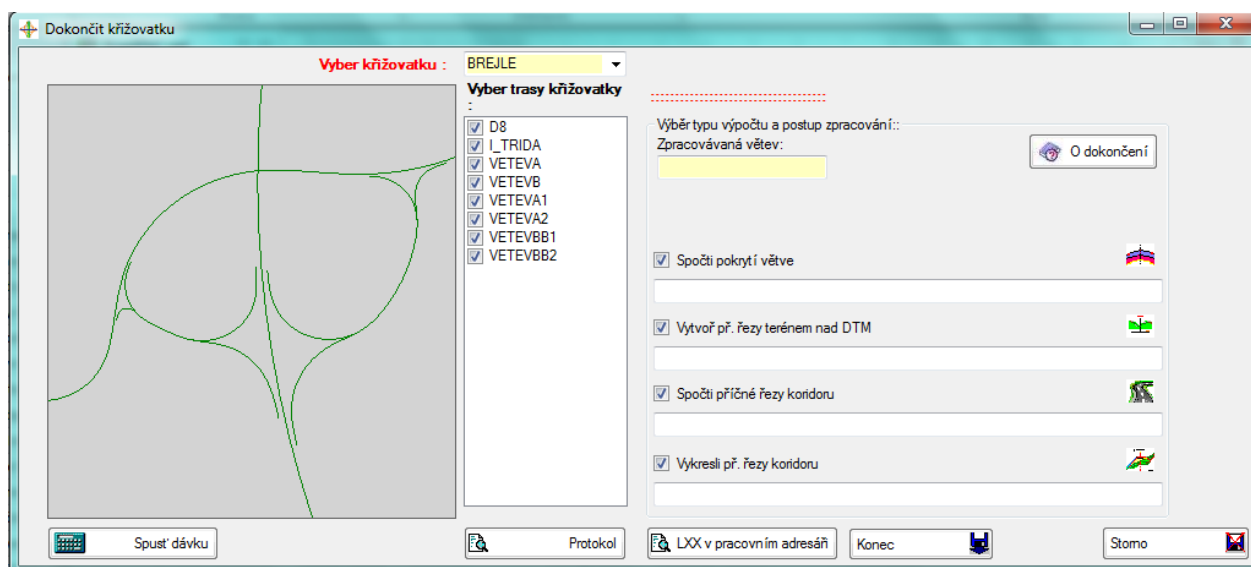 Dokončit křižovatku
Vyber křižovatku :
BREJLE
Vyber trasy křižovatky
:
D8
I_TRIDA
VETEVA
VETEVB
VETEVA1
VETEVA2
VETEVBB1
VETEVBB2
Výběr typu výpočtu a postup zpracování::
Zpracovávaná větev:
O dokončení
Spočti pokrytí větve
Vytvoř př. řezy terénem nad DTM
Spočti příčné řezy koridoru
Vykresli př. řezy koridoru
Spusť dávku
Protokol
LXX v pracovním adresáři
Konec
Storno